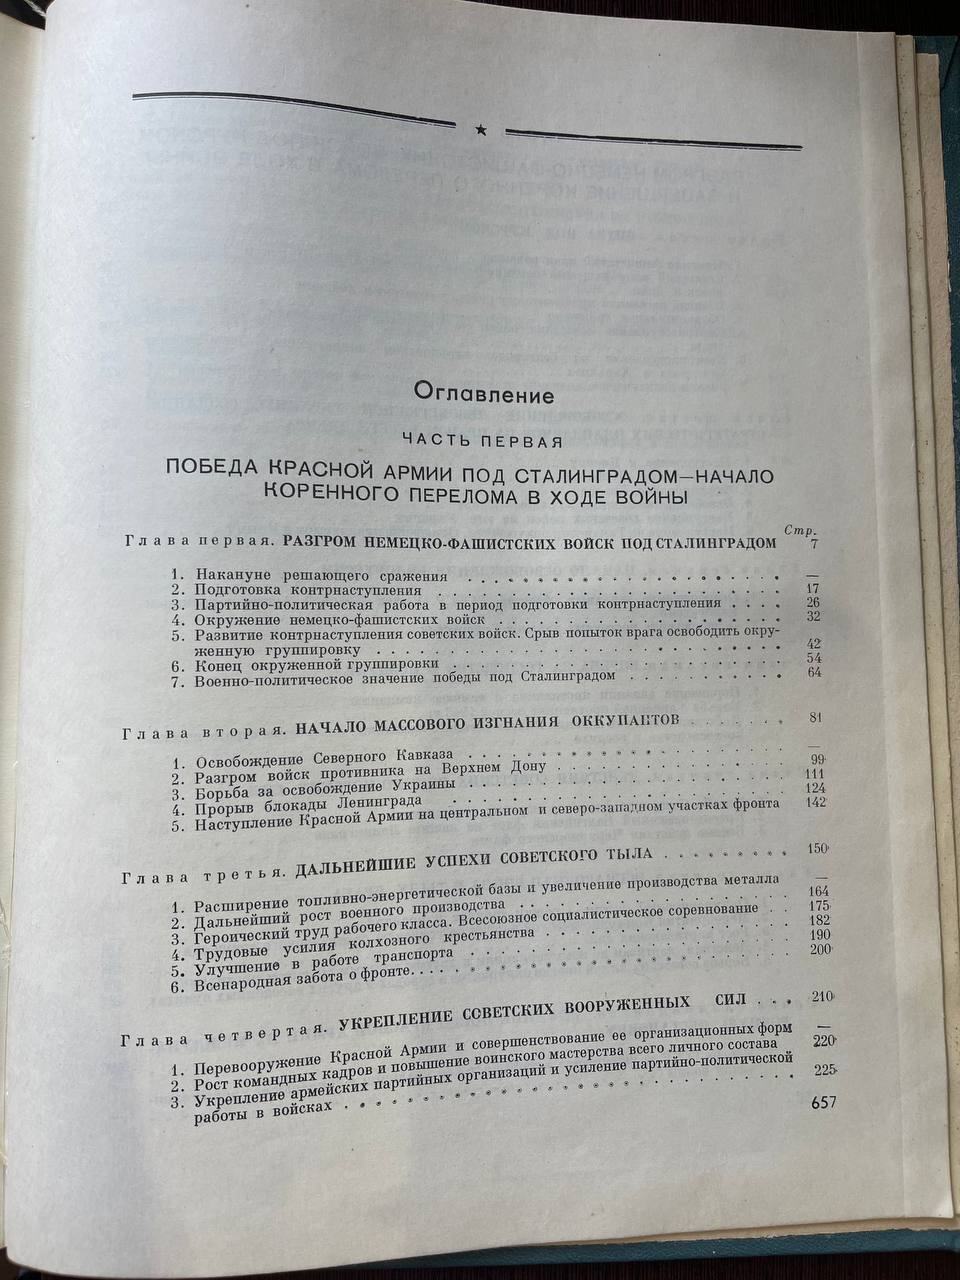 ★
Оглавление
ЧАСТЬ ПЕРВАЯ
ПОБЕДА КРАСНОЙ АРМИИ ПОД СТАЛИНГРАДОМ—НАЧАЛО
КОРЕННОГО ПЕРЕЛОМА В ХОДЕ ВОЙНЫ
Стр.
Глава первая. РАЗГРОМ НЕМЕЦКО-ФАШИСТСКИХ ВОЙСК ПОД СТАЛИНГРАДОМ 7
1. Накануне решающего сражения . . . . . . . . . . . . . . . . . . . —
2. Подготовка контрнаступления . . . . . . . . . . . . . . . . . . . . 17
3. Партийно-политическая работа в период подготовки контрнаступления . . . . 26
4. Окружение немецко-фашистских войск . . . . . . . . . . . . . . . . 32
5. Развитие контрнаступления советских войск. Срыв попыток врага освободить окру-
женную группировку . . . . . . . . . . . . . . . . . . . . . . . 42
6. Конец окруженной группировки . . . . . . . . . . . . . . . . . . . 54
7. Военно-политическое значение победы под Сталинградом . . . . . . . . . . 64
Глава вторая. НАЧАЛО МАССОВОГО ИЗГНАНИЯ ОККУПАНТОВ . . . . . . . 81
1. Освобождение Северного Кавказа . . . . . . . . . . . . . . . . . . —
2. Разгром войск противника на Верхнем Дону . . . . . . . . . . . . . . 99
3. Борьба за освобождение Украины . . . . . . . . . . . . . . . . . . 111
4. Прорыв блокады Ленинграда . . . . . . . . . . . . . . . . . . . 124
5. Наступление Красной Армии на центральном и северо-западном участках фронта 142
Глава третья. ДАЛЬНЕЙШИЕ УСПЕХИ СОВЕТСКОГО ТЫЛА . . . . . . . . . 150
1. Расширение топливно-энергетической базы и увеличение производства металла —
2. Дальнейший рост военного производства . . . . . . . . . . . . . . . 164
3. Героический труд рабочего класса. Всесоюзное социалистическое соревнование . . 175
4. Трудовые усилия колхозного крестьянства . . . . . . . . . . . . . . 182
5. Улучшение в работе транспорта . . . . . . . . . . . . . . . . . . . 190
6. Всенародная забота о фронте. . . . . . . . . . . . . . . . . . . . . 200
Глава четвертая. УКРЕПЛЕНИЕ СОВЕТСКИХ ВООРУЖЕННЫХ СИЛ . . . 210
1. Перевооружение Красной Армии и совершенствование ее организационных форм —
2. Рост командных кадров и повышение воинского мастерства всего личного состава 220
3. Укрепление армейских партийных организаций и усиление партийно-политической
работы в войсках . . . . . . . . . . . . . . . . . . . . . . . . . 225
657